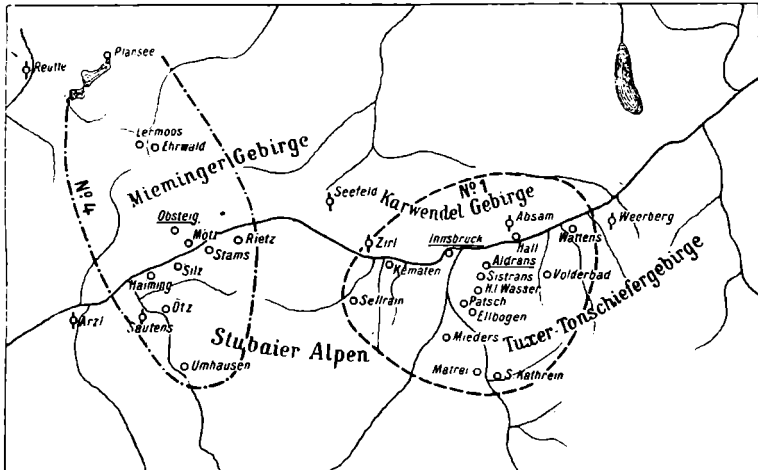 Plansee
Reutte
Lermoos
Ehrwald
Mieminger Gebirge
No. 4
Seefeld
Karwendel Gebirge
No. 1
Absam
Weerberg
Obsteig
Mötz
Rietz
Stams
Zirl
Innsbruck
Hall
Wattens
Kematen
Aldrans
Sistrans
Hl Wasser
Volderbad
Silz
Haiming
Ötz
Sautens
Arzl
Sellrain
Patsch
Ellbogen
Tuxer-Tonschiefergebirge
Stubaier Alpen
Mieders
Umhausen
Matrei
S. Kathrein